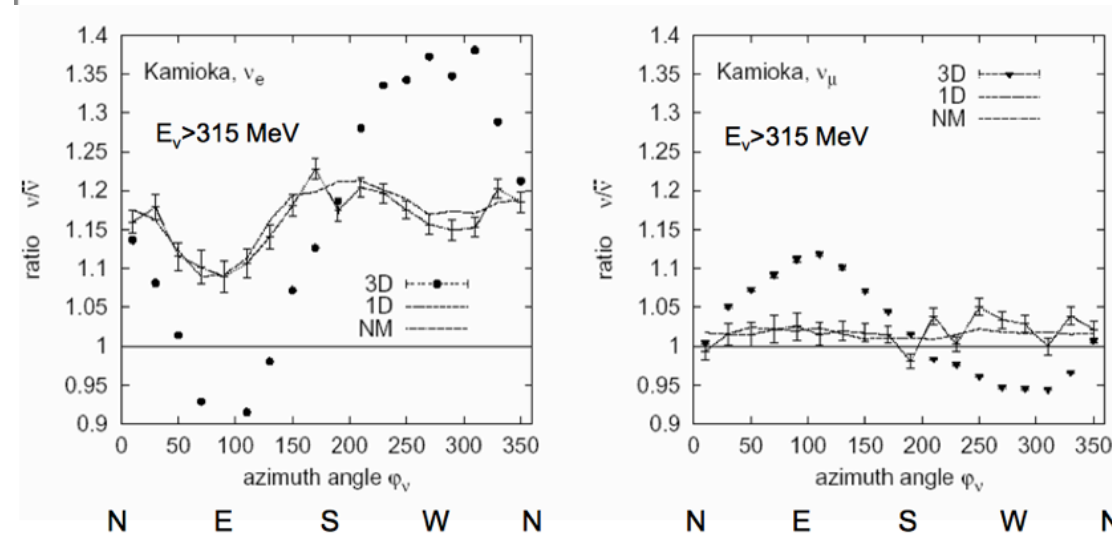 1.4
1.35
1.3
1.25
1.2
1.15
1.1
1.05
1
0.95
0.9
ratio ν/ν̅
Kamioka, νe
Eν>315 MeV
3D
1D
NM
0 50 100 150 200 250 300 350
azimuth angle φν
N E S W N
1.4
1.35
1.3
1.25
1.2
1.15
1.1
1.05
1
0.95
0.9
ratio ν/ν̅
Kamioka, νμ
Eν>315 MeV
3D
1D
NM
0 50 100 150 200 250 300 350
azimuth angle φν
N E S W N